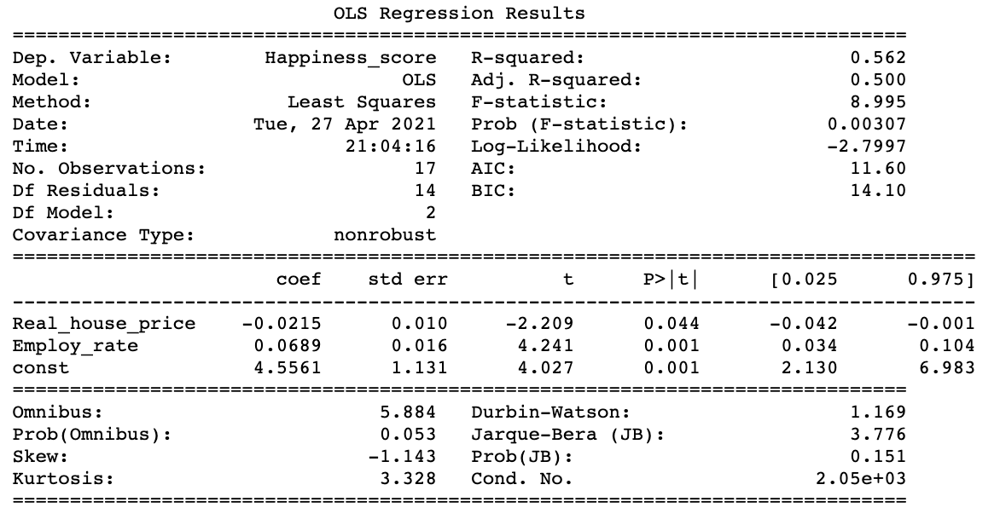 OLS Regression Results
==============================================================================
Dep. Variable:        Happiness_score   R-squared:                       0.562
Model:                            OLS   Adj. R-squared:                  0.500
Method:                 Least Squares   F-statistic:                     8.995
Date:                Tue, 27 Apr 2021   Prob (F-statistic):            0.00307
Time:                        21:04:16   Log-Likelihood:                -2.7997
No. Observations:                  17   AIC:                             11.60
Df Residuals:                      14   BIC:                             14.10
Df Model:                           2
Covariance Type:            nonrobust
====================================================================================
                       coef    std err          t      P>|t|      [0.025      0.975]
------------------------------------------------------------------------------------
Real_house_price    -0.0215      0.010     -2.209      0.044      -0.042      -0.001
Employ_rate          0.0689      0.016      4.241      0.001       0.034       0.104
const                4.5561      1.131      4.027      0.001       2.130       6.983
==============================================================================
Omnibus:                        5.884   Durbin-Watson:                   1.169
Prob(Omnibus):                  0.053   Jarque-Bera (JB):                3.776
Skew:                          -1.143   Prob(JB):                        0.151
Kurtosis:                       3.328   Cond. No.                     2.05e+03
==============================================================================